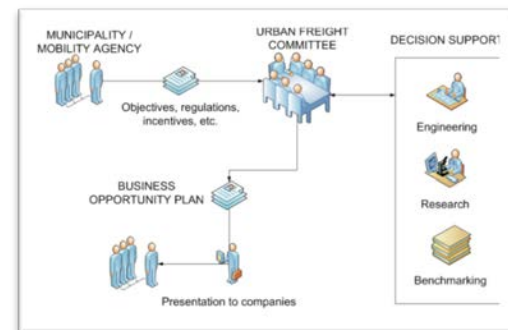 MUNICIPALITY /
MOBILITY AGENCY
URBAN FREIGHT
COMMITTEE
DECISION SUPPORT
Objectives, regulations,
incentives, etc.
Engineering
BUSINESS
OPPORTUNITY PLAN
Research
Presentation to companies
Benchmarking